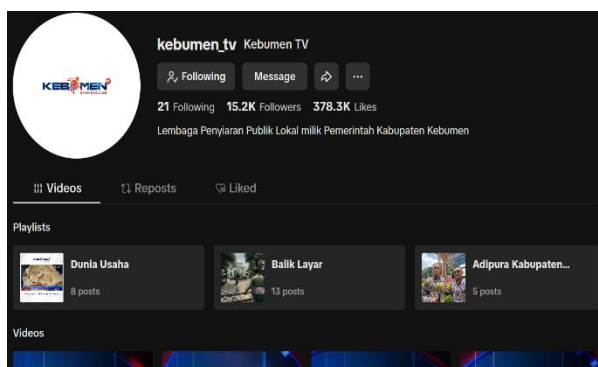 KEBUMEN
kebumen_tv Kebumen TV
Following Message
21 Following 15.2K Followers 378.3K Likes
Lembaga Penyiaran Publik Lokal milik Pemerintah Kabupaten Kebumen
Videos Reposts Liked
Playlists
Dunia Usaha
8 posts
Balik Layar
13 posts
Adipura Kabupaten...
5 posts
Videos